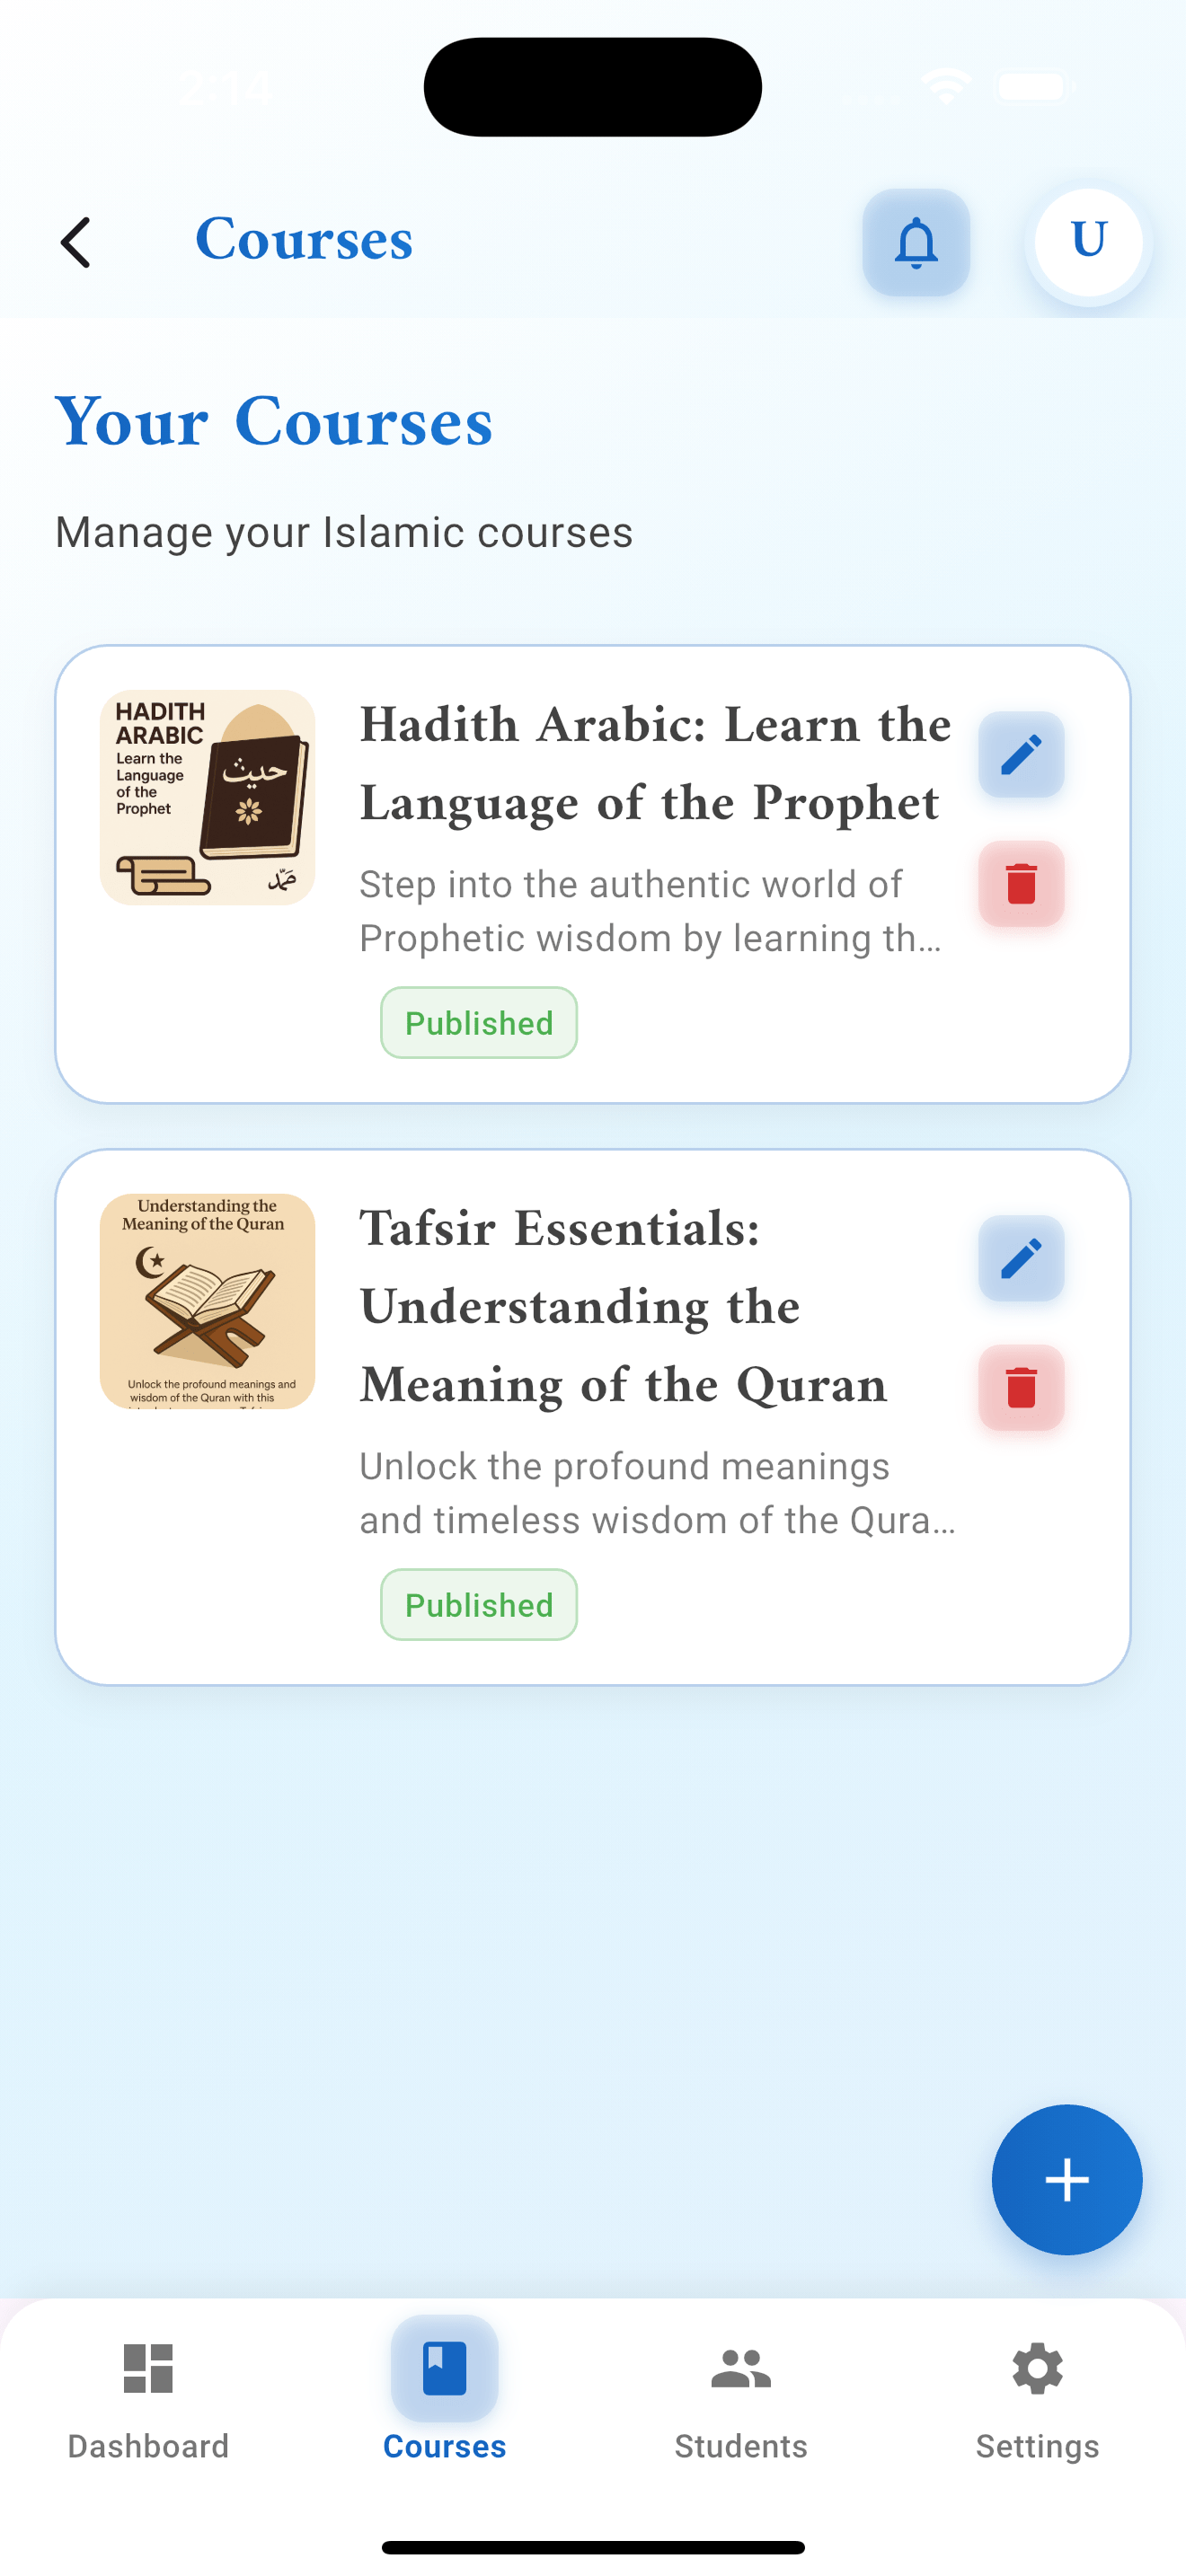 2:14
Courses
U
Your Courses
Manage your Islamic courses
HADITH
ARABIC
Learn the
Language
of the
Prophet
حديث
Hadith Arabic: Learn the
Language of the Prophet
Step into the authentic world of
Prophetic wisdom by learning th...
Published
Understanding the
Meaning of the Quran
Unlock the profound meanings and
wisdom of the Quran with this
Tafsir Essentials:
Understanding the
Meaning of the Quran
Unlock the profound meanings
and timeless wisdom of the Qura...
Published
Dashboard
Courses
Students
Settings